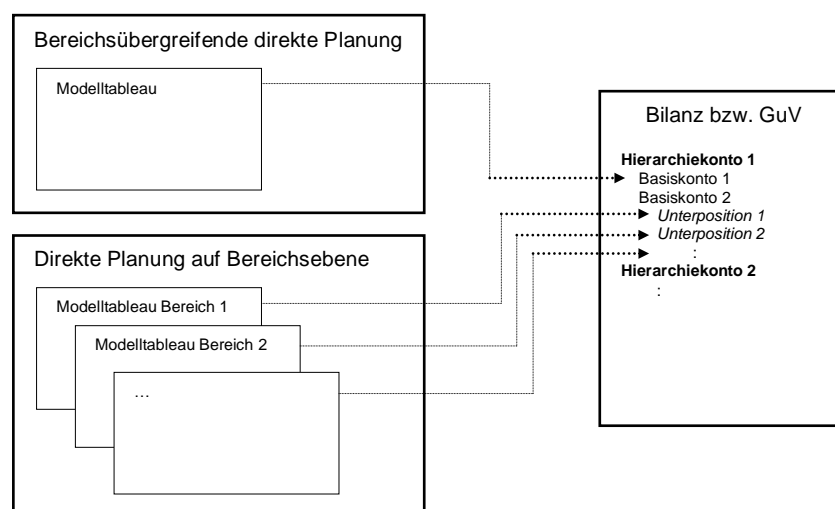 Bereichsübergreifende direkte Planung
Modelltableau
Direkte Planung auf Bereichsebene
Modelltableau Bereich 1
Modelltableau Bereich 2
…
Bilanz bzw. GuV
Hierarchiekonto 1
Basiskonto 1
Basiskonto 2
Unterposition 1
Unterposition 2
:
Hierarchiekonto 2
: